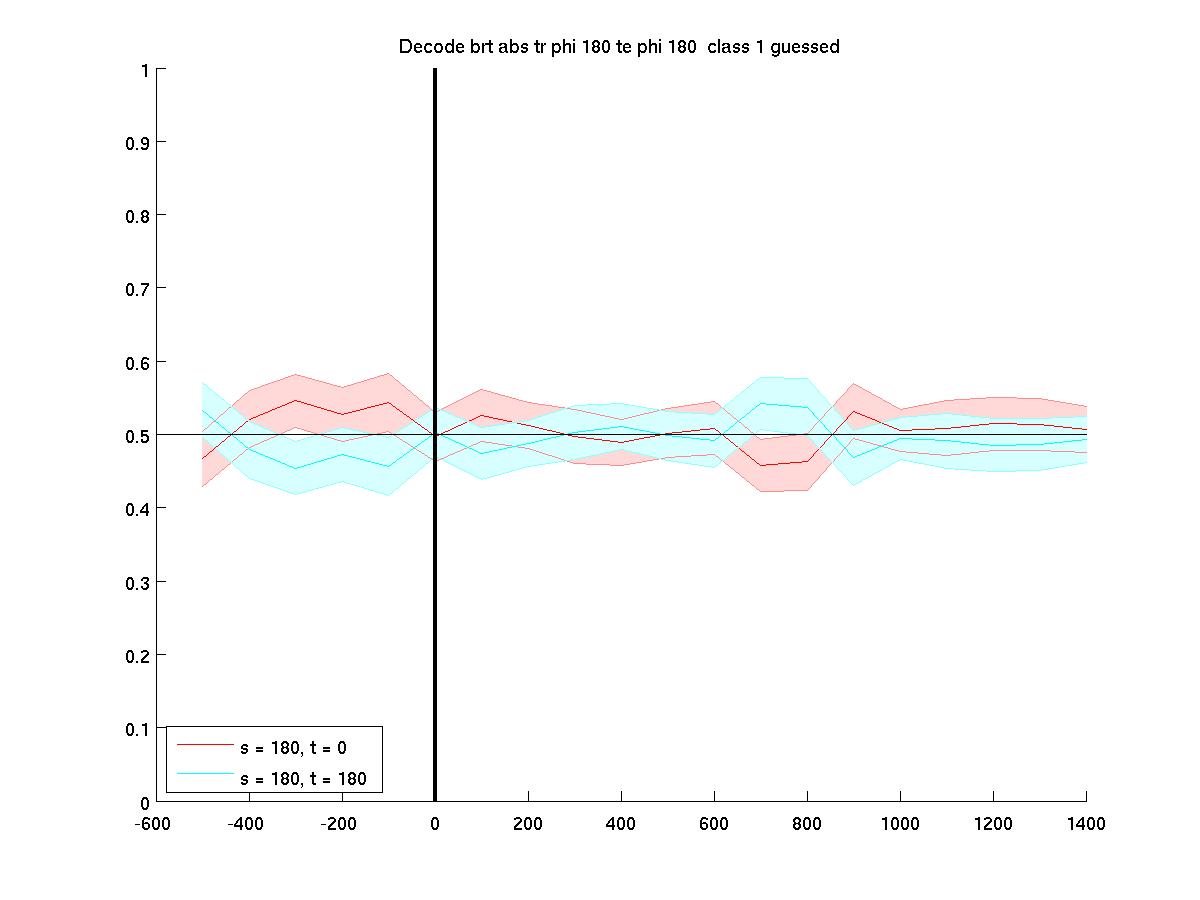 Decode brt abs tr phi 180 te phi 180  class 1 guessed
1
0.9
0.8
0.7
0.6
0.5
0.4
0.3
0.2
0.1
0
s = 180, t = 0
s = 180, t = 180
-600 -400 -200 0 200 400 600 800 1000 1200 1400